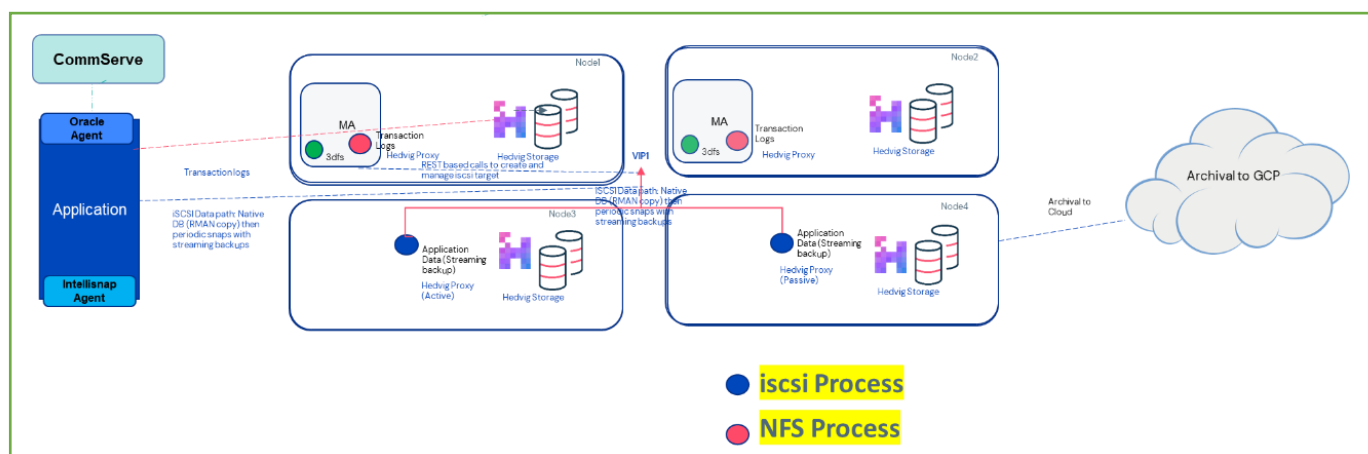 CommServe
Oracle
Agent
Application
Intellisnap
Agent
Transaction logs
iSCSI Data path: Native
DB (RMAN copy) then
periodic snaps with
streaming backups
Node1
MA
3dfs
Transaction
Logs
Hedvig Proxy
Hedvig Storage
REST based calls to create and
manage iscsi target
VIP1
iSCSI Data path: Native
DB (RMAN copy) then
periodic snaps with
streaming backups
Node2
MA
3dfs
Transaction
Logs
Hedvig Proxy
Hedvig Storage
Node3
Application
Data (Streaming
backup)
Hedvig Proxy
(Active)
Hedvig Storage
Node4
Application
Data (Streaming
backup)
Hedvig Proxy
(Passive)
Hedvig Storage
Archival to
Cloud
Archival to GCP
iscsi Process
NFS Process